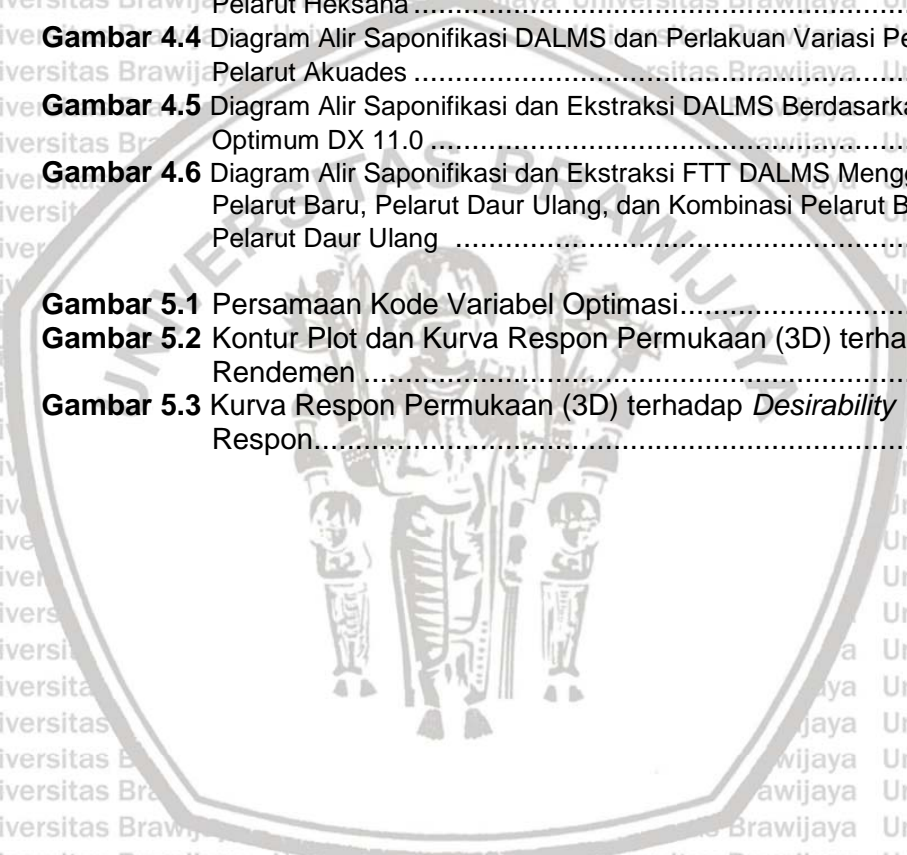 Pelarut Heksana ..........................................................
Gambar 4.4 Diagram Alir Saponifikasi DALMS dan Perlakuan Variasi
Pelarut Akuades ..........................................................
Gambar 4.5 Diagram Alir Saponifikasi dan Ekstraksi DALMS
Optimum DX 11.0 ..........................................................
Gambar 4.6 Diagram Alir Saponifikasi dan Ekstraksi FTT DALMS
Pelarut Baru, Pelarut Daur Ulang, dan Kombinasi Pelarut
Pelarut Daur Ulang ..........................................................
Gambar 5.1 Persamaan Kode Variabel Optimasi..............................
Gambar 5.2 Kontur Plot dan Kurva Respon Permukaan (3D)
Rendemen ..........................................................
Gambar 5.3 Kurva Respon Permukaan (3D) terhadap Desirability
Respon..........................................................
UNIVERSITAS BRAWIJAYA